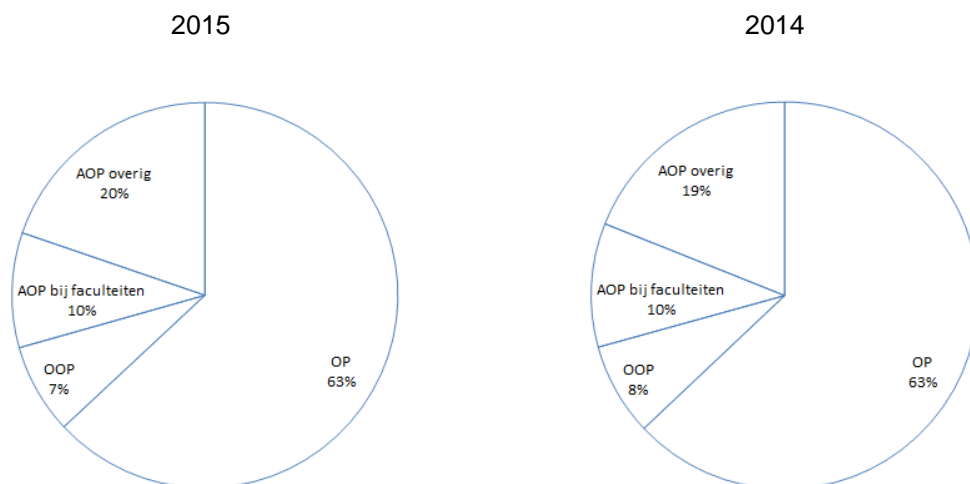 2015
2014
AOP overig
20%
AOP bij faculteiten
10%
OOP
7%
OP
63%
AOP overig
19%
AOP bij faculteiten
10%
OOP
8%
OP
63%